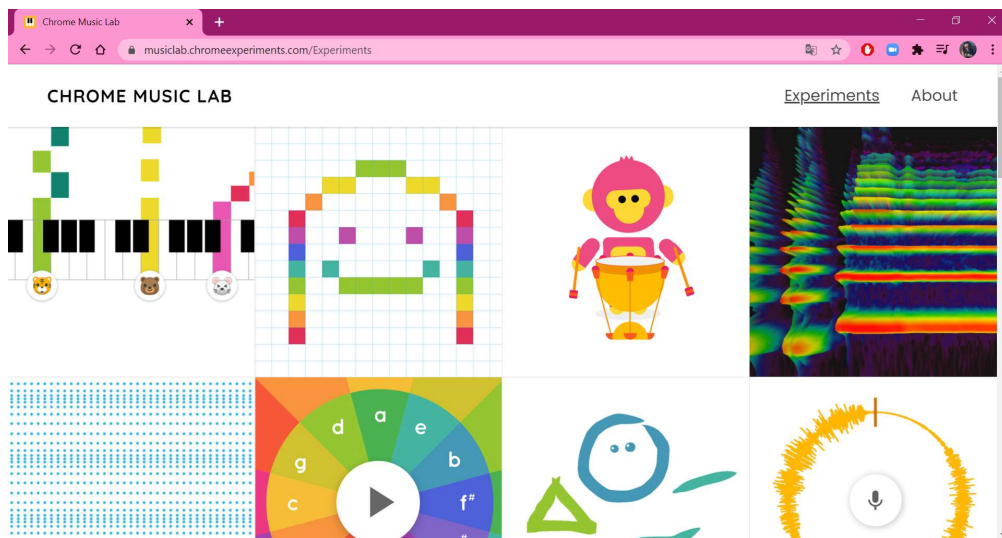 Chrome Music Lab
musiclab.chromeexperiments.com/Experiments
CHROME MUSIC LAB
Experiments
About
d
a
e
g
b
c
f#